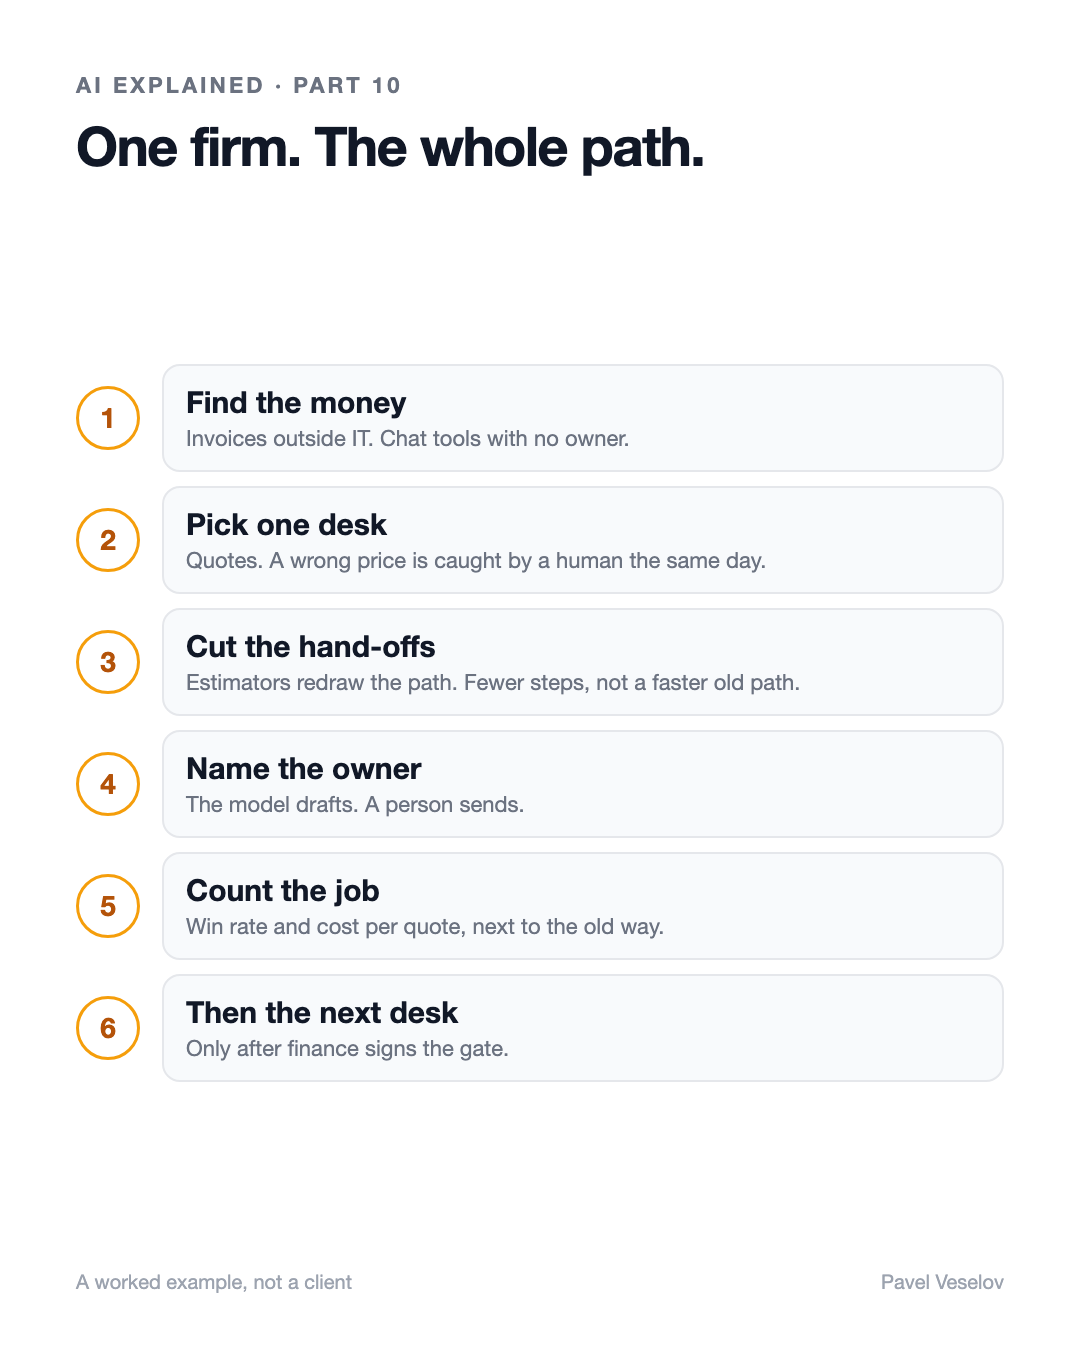 AI EXPLAINED · PART 10
One firm. The whole path.
1
Find the money
Invoices outside IT. Chat tools with no owner.
2
Pick one desk
Quotes. A wrong price is caught by a human the same day.
3
Cut the hand-offs
Estimators redraw the path. Fewer steps, not a faster old path.
4
Name the owner
The model drafts. A person sends.
5
Count the job
Win rate and cost per quote, next to the old way.
6
Then the next desk
Only after finance signs the gate.
A worked example, not a client
Pavel Veselov